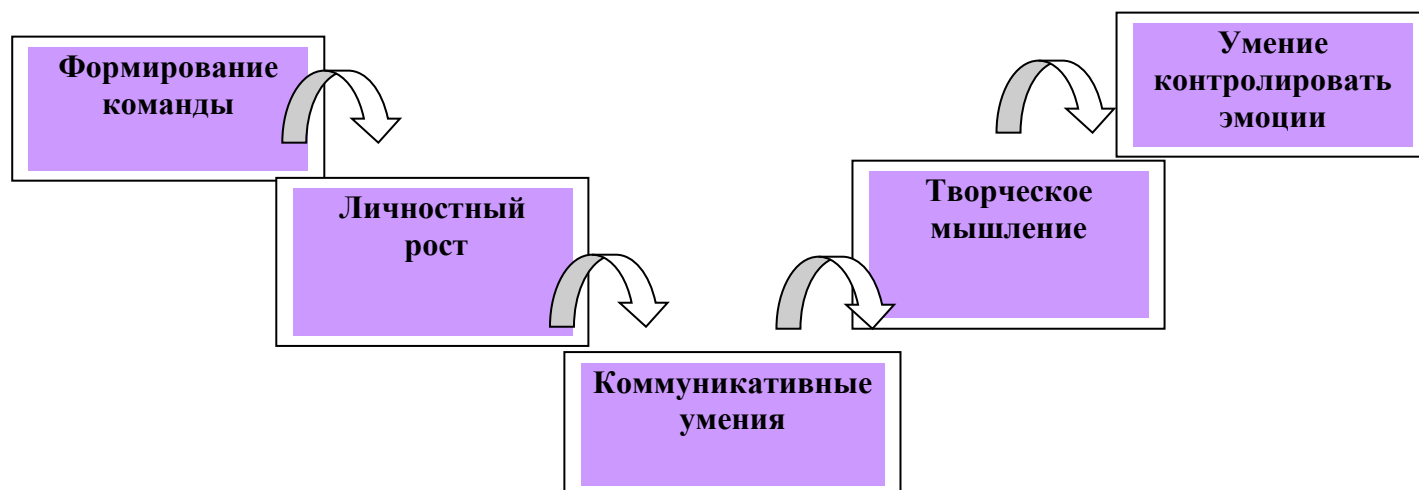 Формирование
команды
Личностный
рост
Коммуникативные
умения
Творческое
мышление
Умение
контролировать
эмоции